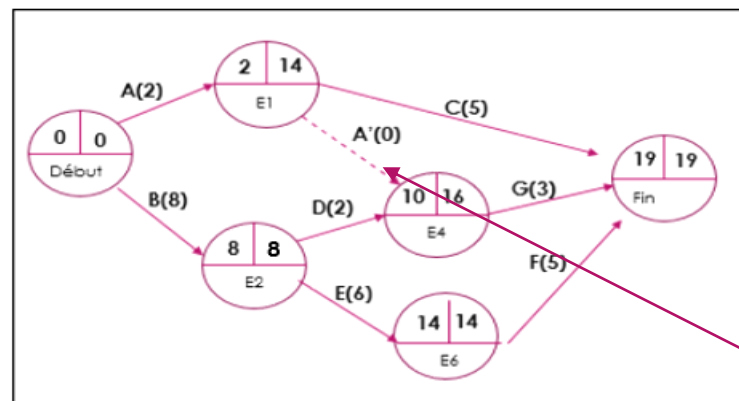 2 14
E1
A(2)
C(5)
0 0
Début
A'(0)
19 19
Fin
B(8)
D(2)
10 16
E4
G(3)
8 8
E2
F(5)
E(6)
14 14
E6